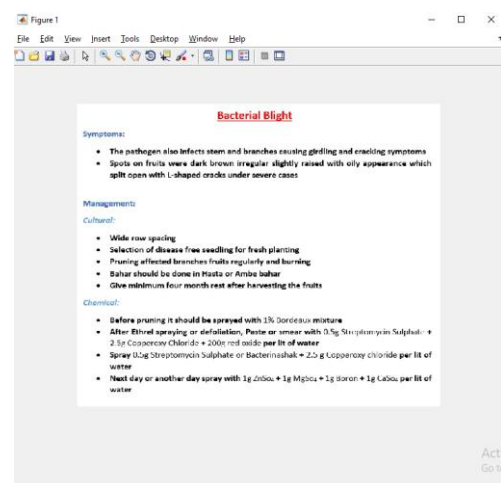 Figure 1
File Edit View Insert Tools Desktop Window Help
Bacterial Blight
Symptoms:
• The pathogen also infects stem and branches causing girdling and cracking symptoms
• Spots on fruits were dark brown irregular slightly raised with oily appearance which
split open with L-shaped cracks under severe cases
Management:
Cultural:
• Wide row spacing
• Selection of disease free seedling for fresh planting
• Pruning affected branches fruits regularly and burning
• Bahar should be done in Hasta or Ambe bahar
• Give minimum four month rest after harvesting the fruits
Chemical:
• Before pruning it should be sprayed with 1% Bordeaux mixture
• After Ethrel spraying or defoliation, Paste or smear with 0.5g Streptomycin Sulphate +
2.5g Copperoxy Chloride + 200g red oxide per lit of water
• Spray 0.5g Streptomycin Sulphate or Bacterinashak + 2.5 g Copperoxy chloride per lit of
water
• Next day or another day spray with 1g ZnSo₄ + 1g MgSo₄ + 1g Boron + 1g CaSo₄ per lit of
water
Act
Go t